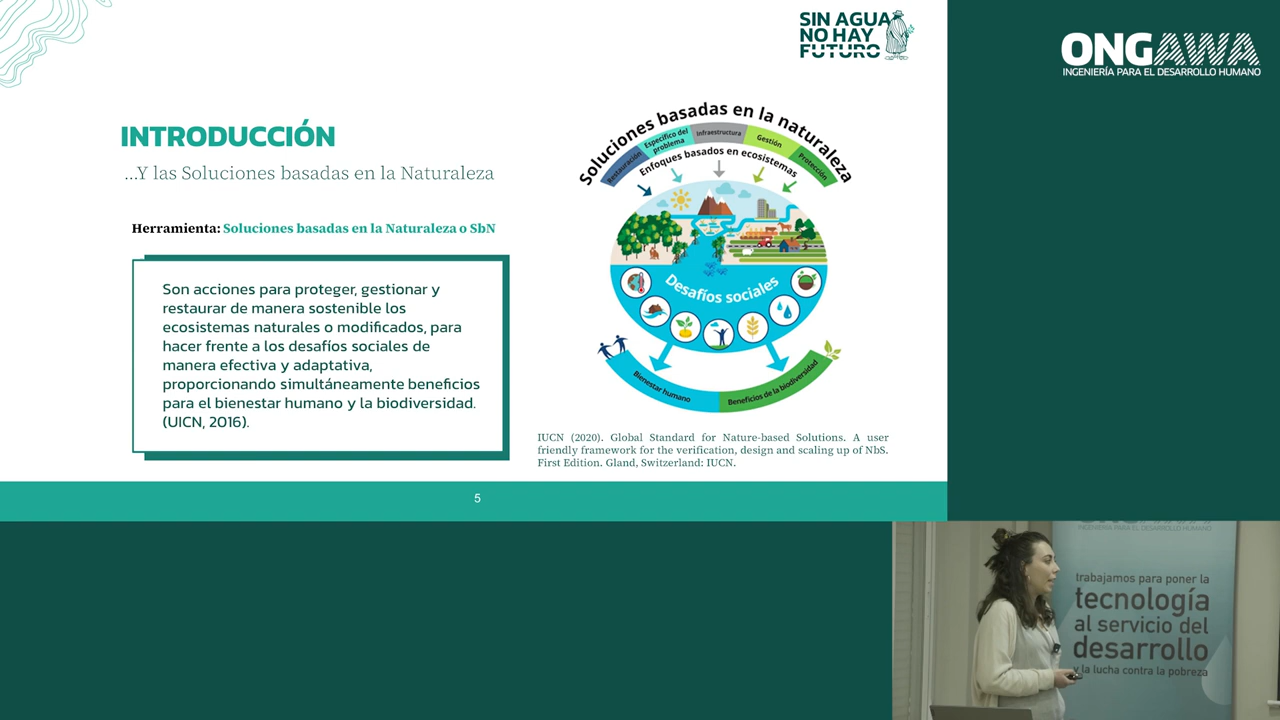 SIN AGUA
NO HAY
FUTURO
ONGAWA
INGENIERÍA PARA EL DESARROLLO HUMANO
INTRODUCCIÓN
...Y las Soluciones basadas en la Naturaleza
Herramienta: Soluciones basadas en la Naturaleza o SbN
Son acciones para proteger, gestionar y
restaurar de manera sostenible los
ecosistemas naturales o modificados, para
hacer frente a los desafíos sociales de
manera efectiva y adaptativa,
proporcionando simultáneamente beneficios
para el bienestar humano y la biodiversidad.
(UICN, 2016).
Soluciones basadas en la naturaleza
Restauración
Específico del
problema
Infraestructura
Gestión
Protección
Enfoques basados en ecosistemas
Desafíos sociales
Bienestar humano
Beneficios de la biodiversidad
IUCN (2020). Global Standard for Nature-based Solutions. A user
friendly framework for the verification, design and scaling up of NbS.
First Edition. Gland, Switzerland: IUCN.
5
INGENIERÍA PARA EL DESARROLLO HUMANO
trabajamos para poner la
tecnología
al servicio del
desarrollo
y la lucha contra la pobreza